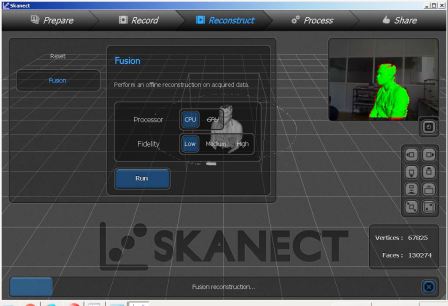 Skanect
Prepare
Record
Reconstruct
Process
Share
Reset
Fusion
Fusion
Perform an offline reconstruction on acquired data.
Processor
CPU
GPU
Fidelity
Low
Medium
High
Run
SKANECT
Vertices : 67825
Faces : 130274
Fusion reconstruction...